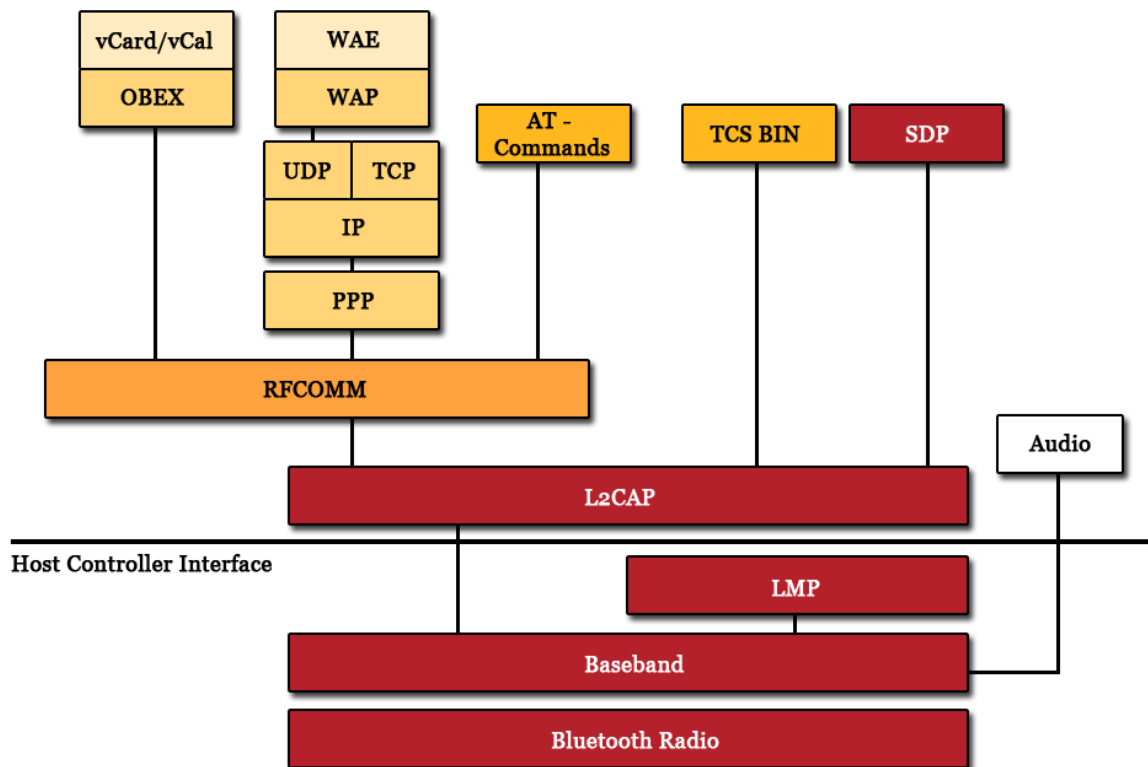 vCard/vCal
WAE
OBEX
WAP
AT -
Commands
TCS BIN
SDP
UDP
TCP
IP
PPP
RFCOMM
Audio
L2CAP
Host Controller Interface
LMP
Baseband
Bluetooth Radio